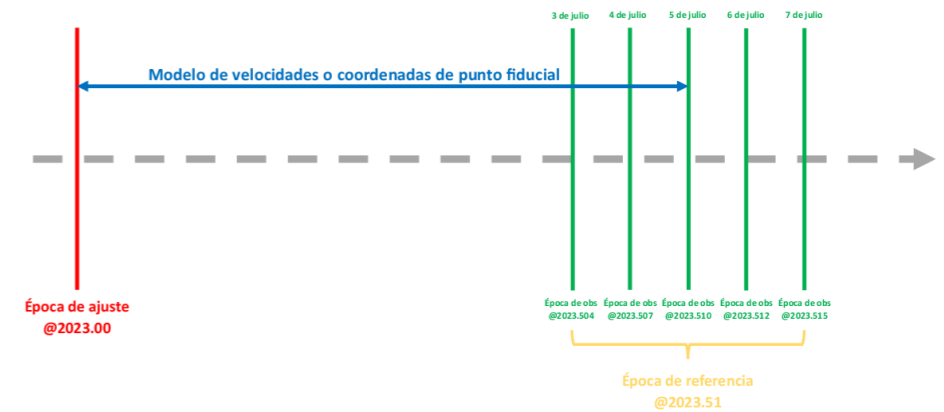 3 de julio 4 de julio 5 de julio 6 de julio 7 de julio
Modelo de velocidades o coordenadas de punto fiducial
Época de ajuste
@2023.00
Época de obs Época de obs Época de obs Época de obs Época de obs
@2023.504 @2023.507 @2023.510 @2023.512 @2023.515
Época de referencia
@2023.51